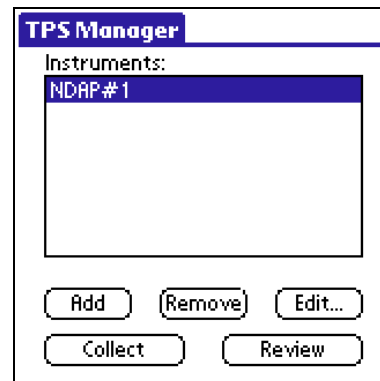 TPS Manager
Instruments:
NDAP#1
Add Remove Edit...
Collect Review